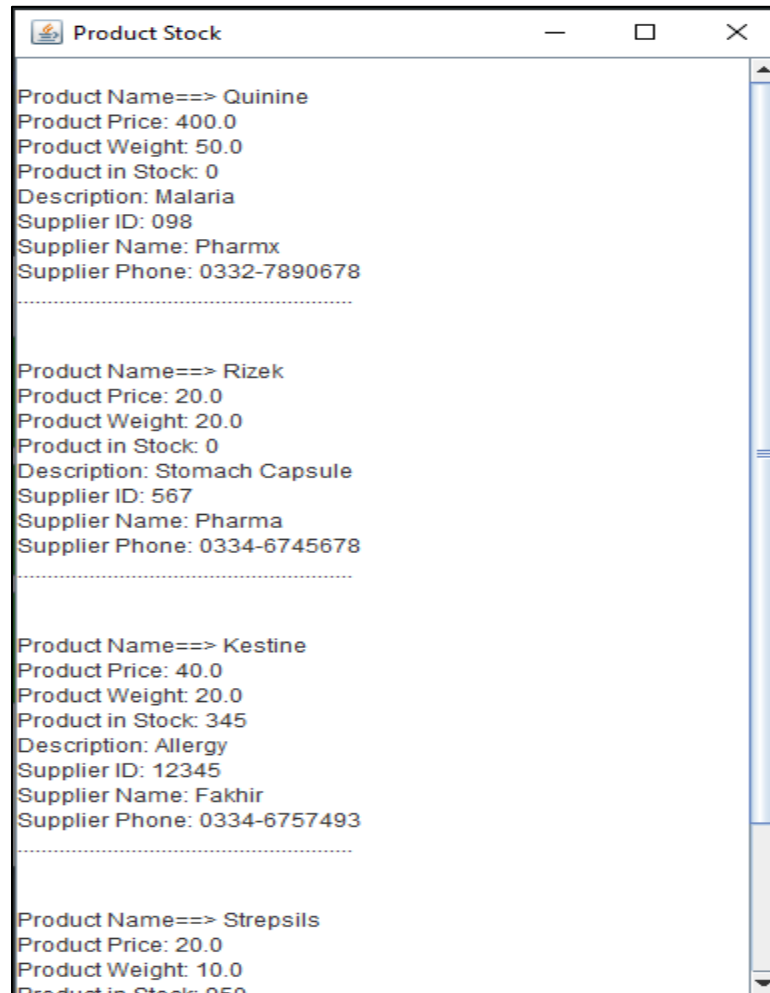 Product Stock
Product Name==> Quinine
Product Price: 400.0
Product Weight: 50.0
Product in Stock: 0
Description: Malaria
Supplier ID: 098
Supplier Name: Pharmx
Supplier Phone: 0332-7890678
........................................................
Product Name==> Rizek
Product Price: 20.0
Product Weight: 20.0
Product in Stock: 0
Description: Stomach Capsule
Supplier ID: 567
Supplier Name: Pharma
Supplier Phone: 0334-6745678
........................................................
Product Name==> Kestine
Product Price: 40.0
Product Weight: 20.0
Product in Stock: 345
Description: Allergy
Supplier ID: 12345
Supplier Name: Fakhir
Supplier Phone: 0334-6757493
........................................................
Product Name==> Strepsils
Product Price: 20.0
Product Weight: 10.0
Product in Stock: